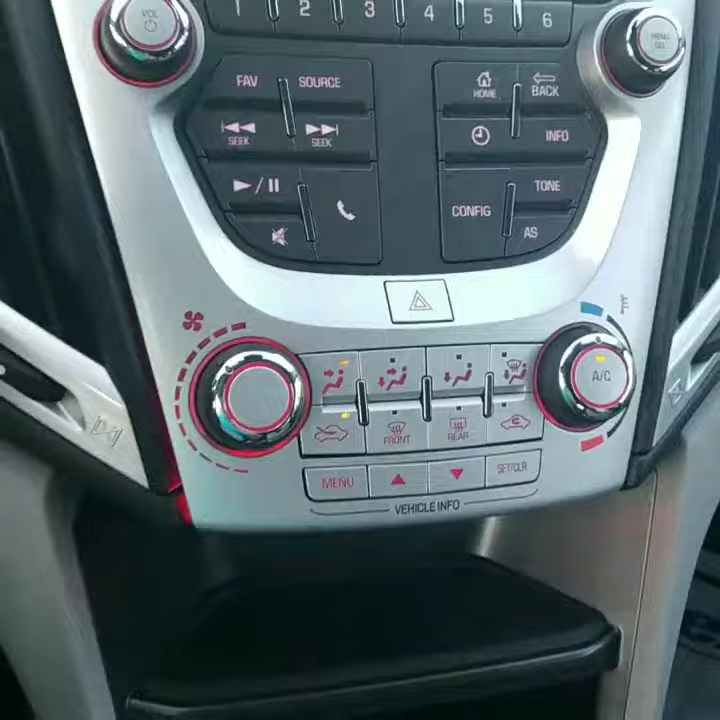 VOL
1 2 3 4 5 6
MENU
SEL
FAV SOURCE
HOME BACK
SEEK SEEK
INFO
TONE
CONFIG
AS
A/C
FRONT REAR
MENU SET/CLR
VEHICLE INFO